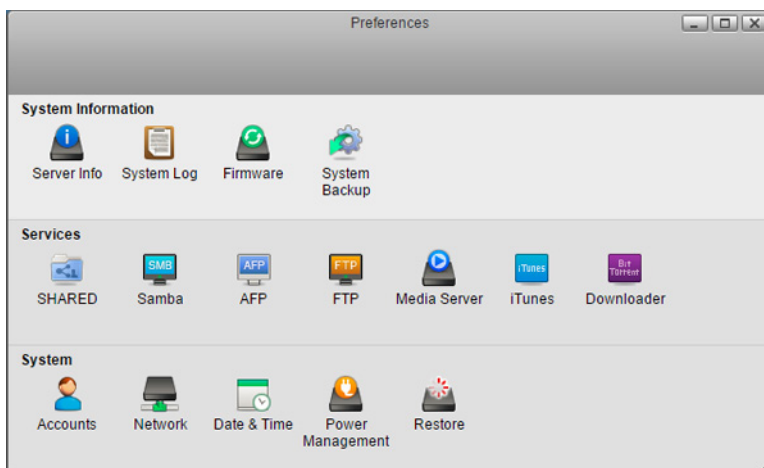 Preferences
System Information
Server Info System Log Firmware System
Backup
Services
SMB AFP FTP iTunes Bit
Torrent
SHARED Samba AFP FTP Media Server iTunes Downloader
System
Accounts Network Date & Time Power Restore
Management